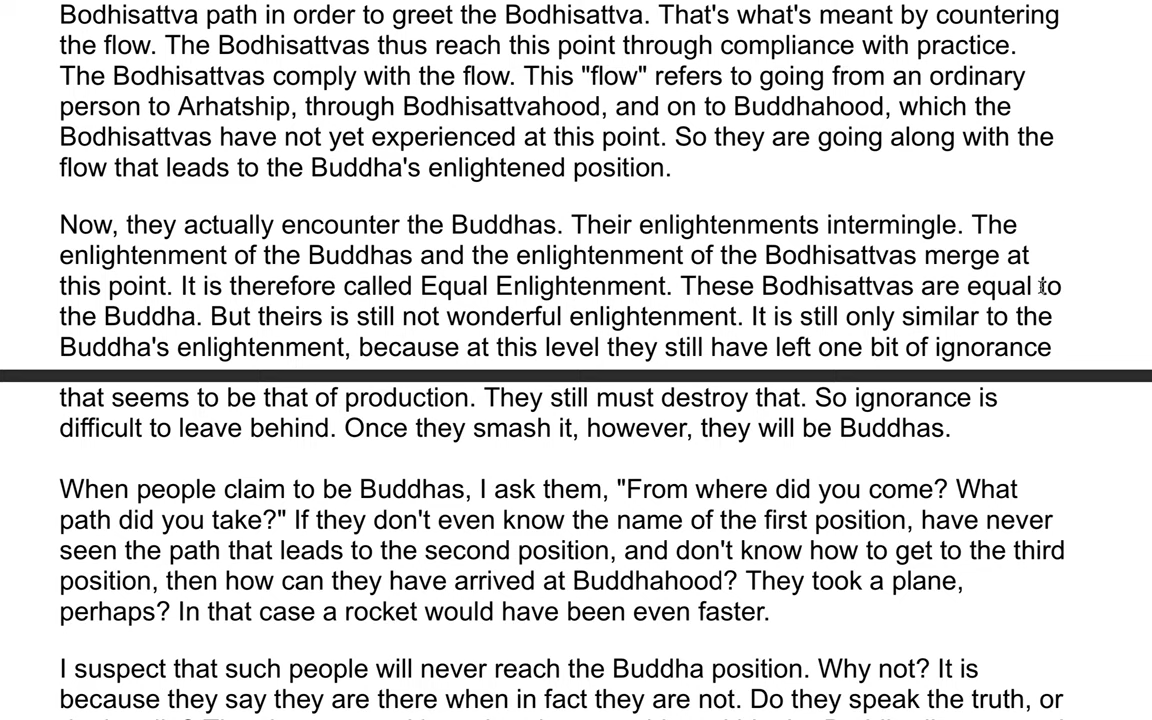 Bodhisattva path in order to greet the Bodhisattva. That's what's meant by countering
the flow. The Bodhisattvas thus reach this point through compliance with practice.
The Bodhisattvas comply with the flow. This "flow" refers to going from an ordinary
person to Arhatship, through Bodhisattvahood, and on to Buddhahood, which the
Bodhisattvas have not yet experienced at this point. So they are going along with the
flow that leads to the Buddha's enlightened position.
Now, they actually encounter the Buddhas. Their enlightenments intermingle. The
enlightenment of the Buddhas and the enlightenment of the Bodhisattvas merge at
this point. It is therefore called Equal Enlightenment. These Bodhisattvas are equal to
the Buddha. But theirs is still not wonderful enlightenment. It is still only similar to the
Buddha's enlightenment, because at this level they still have left one bit of ignorance
that seems to be that of production. They still must destroy that. So ignorance is
difficult to leave behind. Once they smash it, however, they will be Buddhas.
When people claim to be Buddhas, I ask them, "From where did you come? What
path did you take?" If they don't even know the name of the first position, have never
seen the path that leads to the second position, and don't know how to get to the third
position, then how can they have arrived at Buddhahood? They took a plane,
perhaps? In that case a rocket would have been even faster.
I suspect that such people will never reach the Buddha position. Why not? It is
because they say they are there when in fact they are not. Do they speak the truth, or